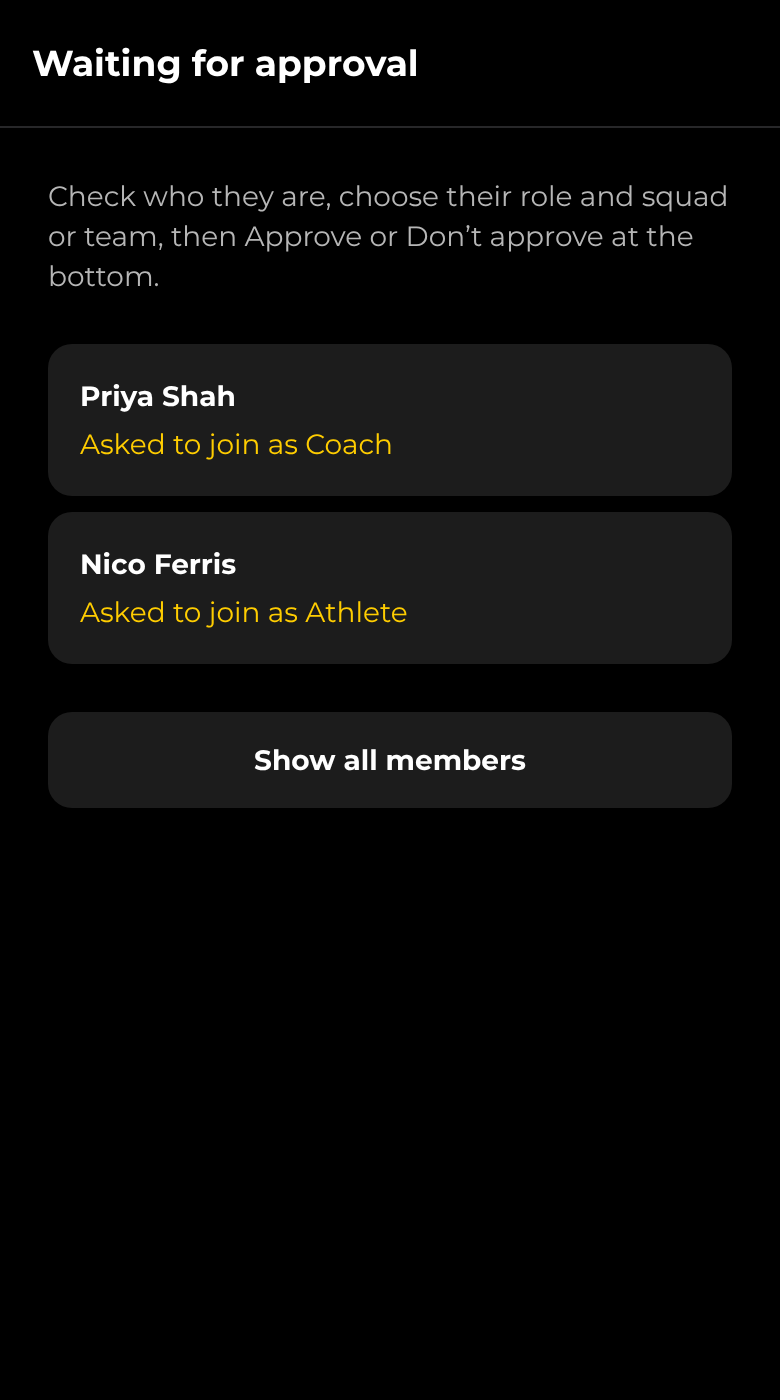 Waiting for approval
Check who they are, choose their role and squad
or team, then Approve or Don’t approve at the
bottom.
Priya Shah
Asked to join as Coach
Nico Ferris
Asked to join as Athlete
Show all members